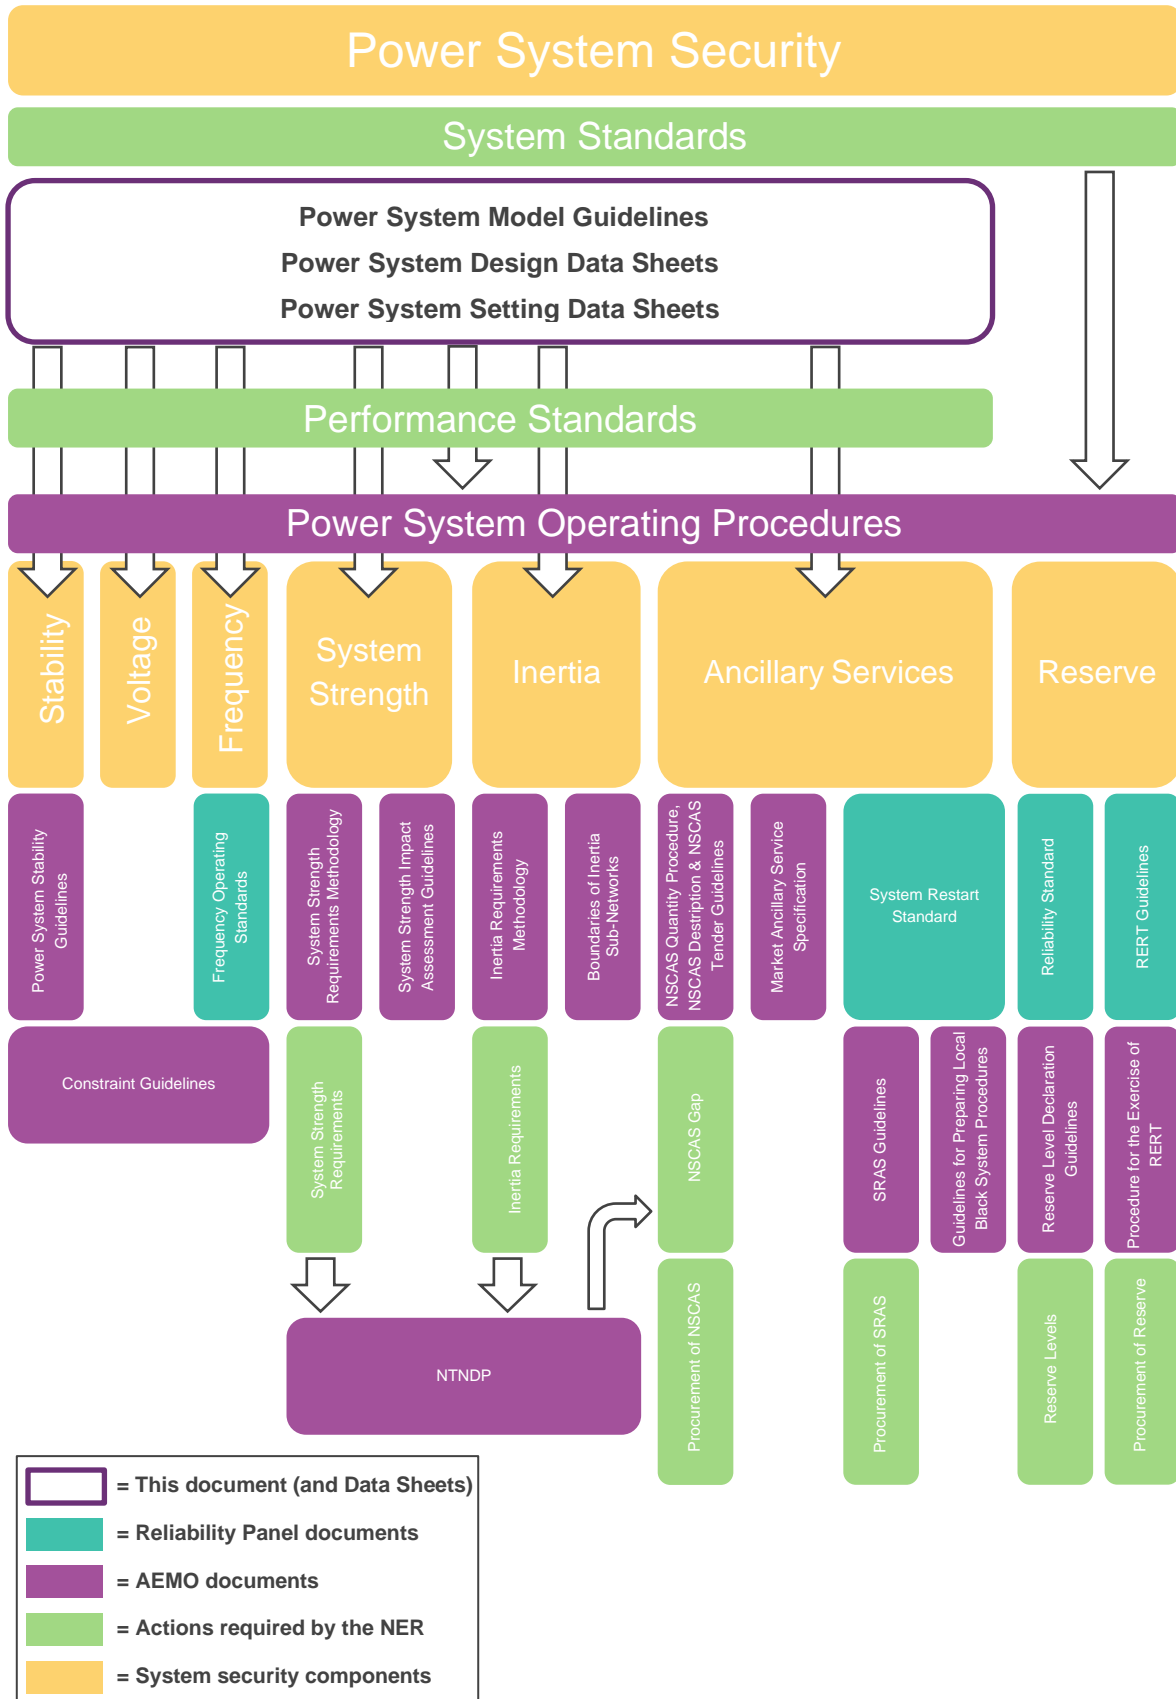 Power System Security
System Standards
Power System Model Guidelines
Power System Design Data Sheets
Power System Setting Data Sheets
Performance Standards
Power System Operating Procedures
Stability
Voltage
Frequency
System
Strength
Inertia
Ancillary Services
Reserve
Power System Stability
Guidelines
Frequency Operating
Standards
System Strength
Requirements Methodology
System Strength Impact
Assessment Guidelines
Inertia Requirements
Methodology
Boundaries of Inertia
Sub-Networks
NSCAS Quantity Procedure,
NSCAS Destription & NSCAS
Tender Guidelines
Market Ancillary Service
Specification
System Restart
Standard
Reliability Standard
RERT Guidelines
Constraint Guidelines
System Strength
Requirements
Inertia Requirements
NSCAS Gap
SRAS Guidelines
Guidelines for Preparing Local
Black System Procedures
Reserve Level Declaration
Guidelines
Procedure for the Exercise of
RERT
NTNDP
Procurement of NSCAS
Procurement of SRAS
Reserve Levels
Procurement of Reserve
= This document (and Data Sheets)
= Reliability Panel documents
= AEMO documents
= Actions required by the NER
= System security components